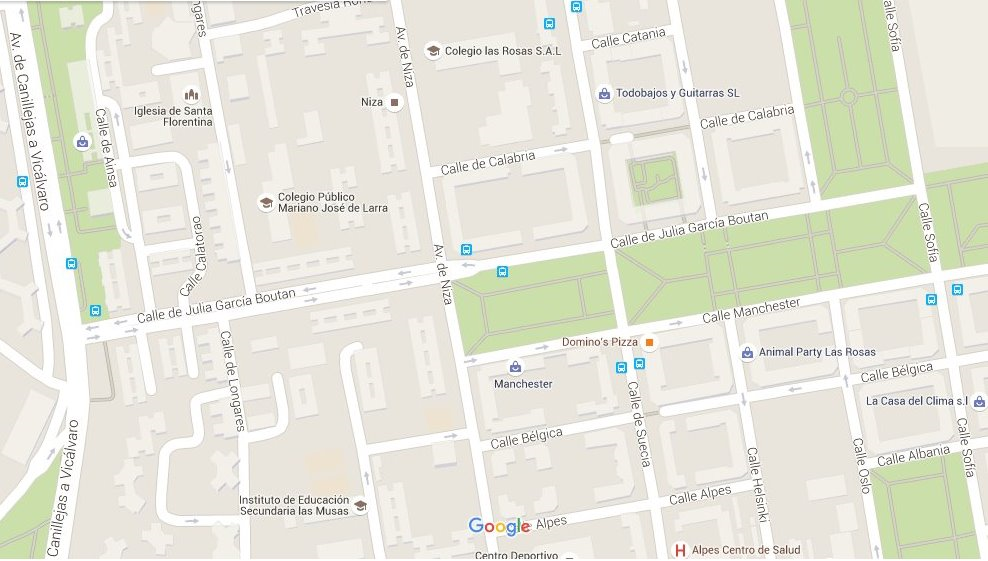 Travesía Ron
Calle Sofía
Av. de Canillejas a Vicálvaro
Longares
Av. de Niza
Colegio las Rosas S.A.L
Calle Catania
Todobajos y Guitarras SL
Iglesia de Santa
Florentina
Niza
Calle de Ainsa
Calle de Calabria
Calle de Calabria
Colegio Público
Mariano José de Larra
Calle Calatorao
Calle de Julia García Boutan
Calle Sofía
Av. de Niza
Calle de Julia García Boutan
Calle Manchester
Domino's Pizza
Calle de Longares
Manchester
Animal Party Las Rosas
Calle Bélgica
La Casa del Clima s.l
Calle de Suecia
Calle Bélgica
Calle Sofía
Canillejas a Vicálvaro
Calle Helsinki
Calle Oslo
Calle Albania
Calle Alpes
Instituto de Educación
Secundaria las Musas
Google
Alpes
Centro Deportivo
H
Alpes Centro de Salud